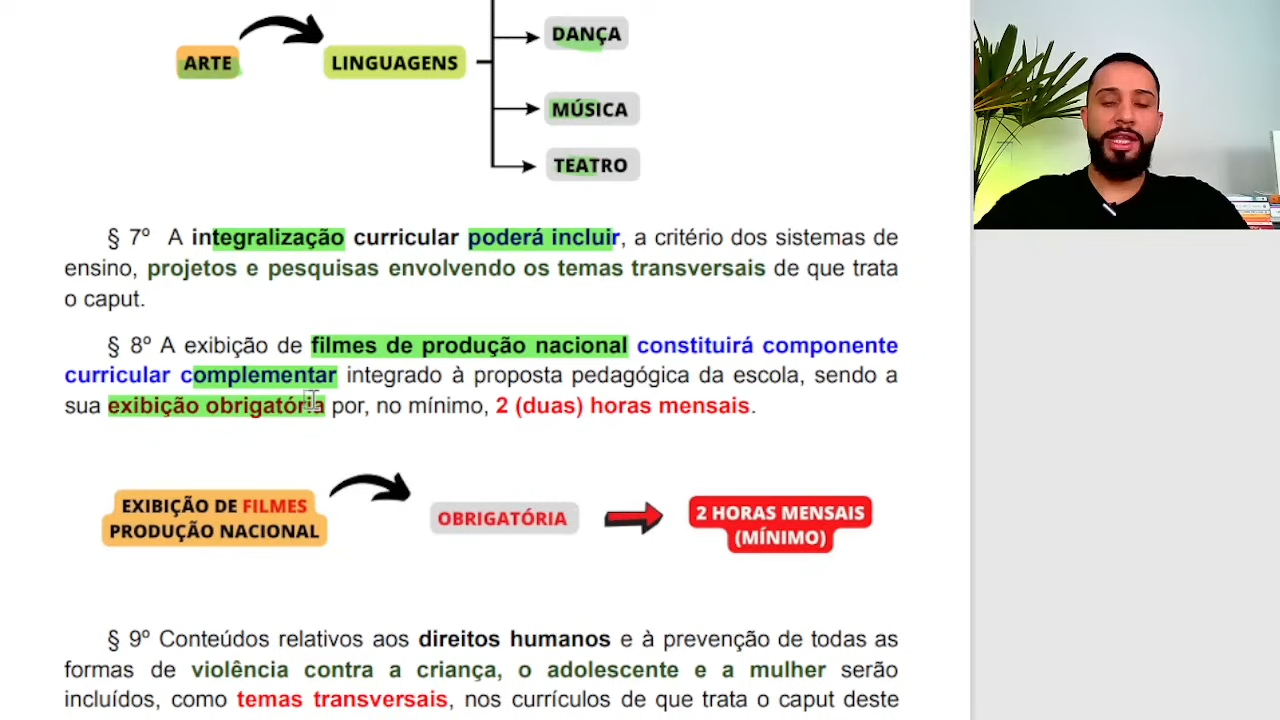 DANÇA
ARTE
LINGUAGENS
MÚSICA
TEATRO
§ 7º A integralização curricular poderá incluir, a critério dos sistemas de
ensino, projetos e pesquisas envolvendo os temas transversais de que trata
o caput.
§ 8º A exibição de filmes de produção nacional constituirá componente
curricular complementar integrado à proposta pedagógica da escola, sendo a
sua exibição obrigatória por, no mínimo, 2 (duas) horas mensais.
EXIBIÇÃO DE FILMES
PRODUÇÃO NACIONAL
OBRIGATÓRIA
2 HORAS MENSAIS
(MÍNIMO)
§ 9º Conteúdos relativos aos direitos humanos e à prevenção de todas as
formas de violência contra a criança, o adolescente e a mulher serão
incluídos, como temas transversais, nos currículos de que trata o caput deste